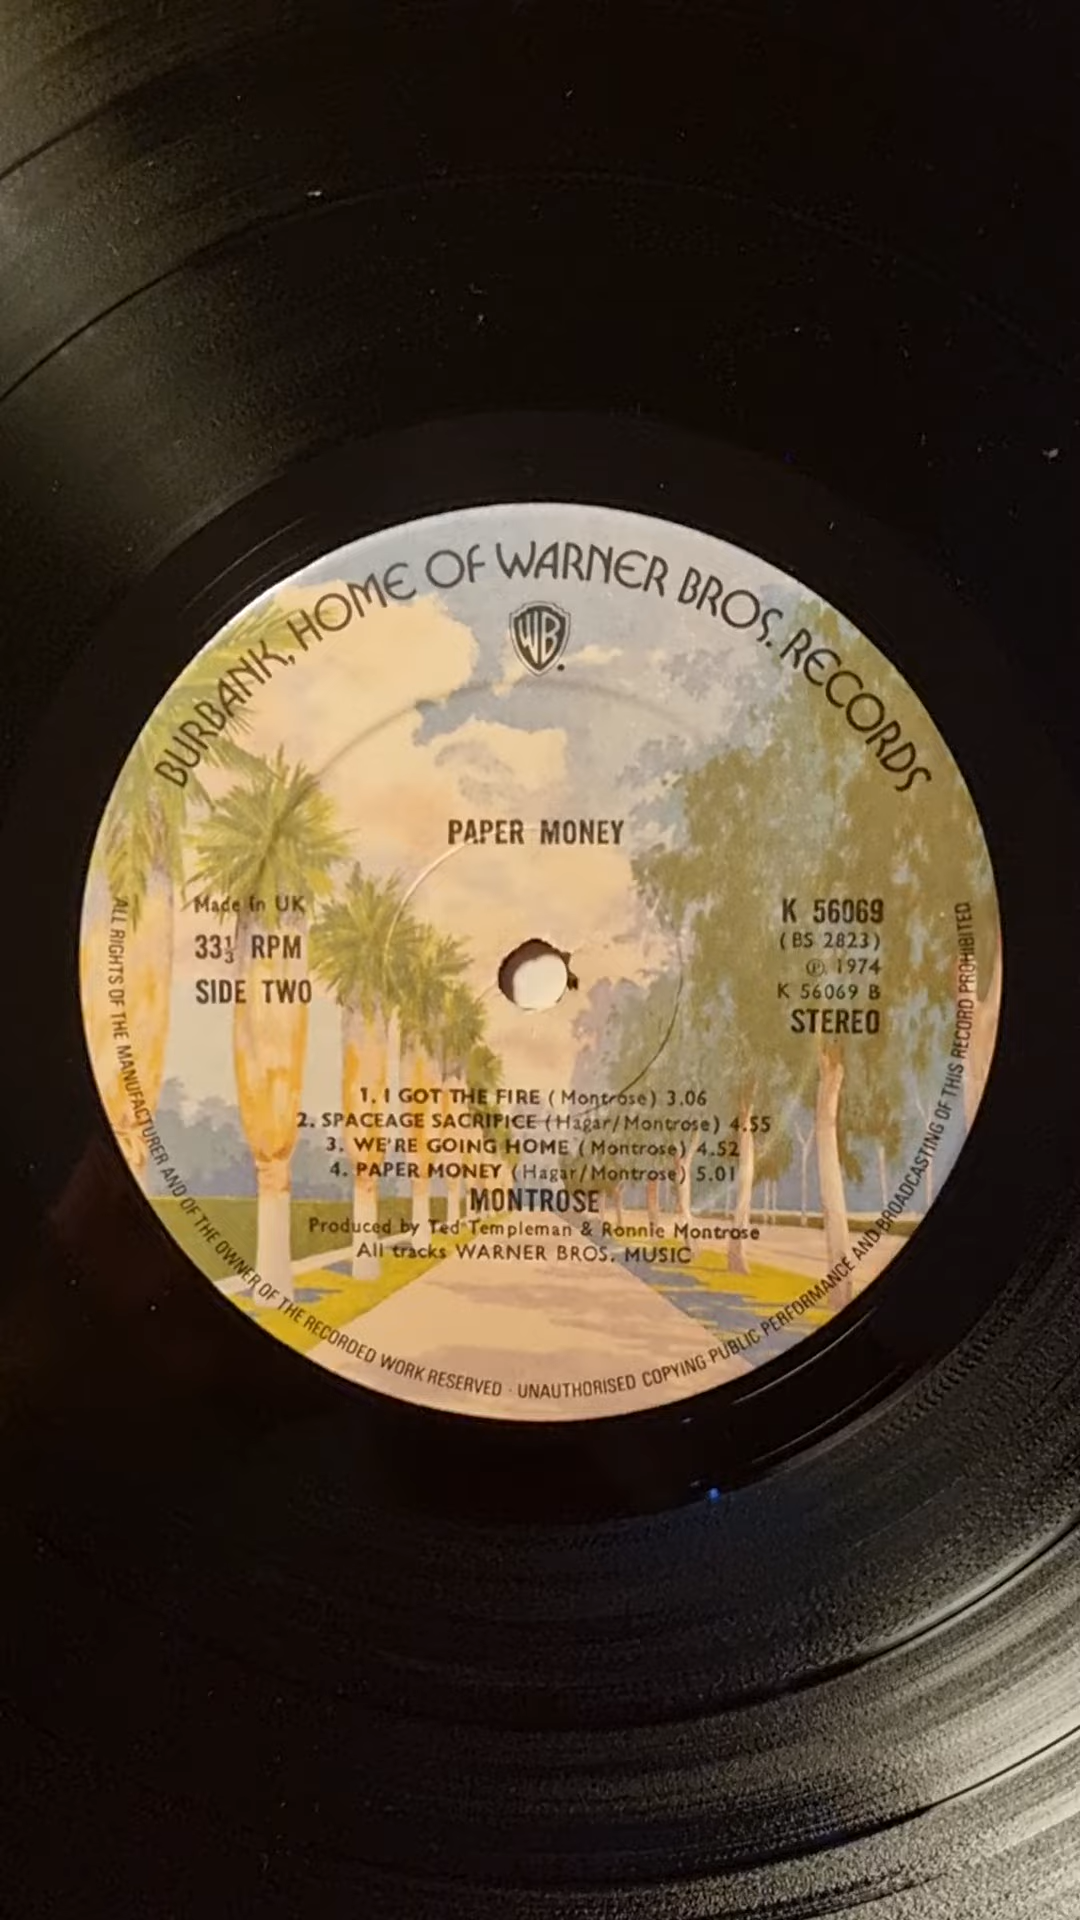 BURBANK, HOME OF WARNER BROS. RECORDS
WB
PAPER MONEY
Made in UK
33⅓ RPM
SIDE TWO
K 56069
(BS 2823)
℗ 1974
K 56069 B
STEREO
1. I GOT THE FIRE (Montrose) 3.06
2. SPACEAGE SACRIFICE (Hagar/Montrose) 4.55
3. WE'RE GOING HOME (Montrose) 4.52
4. PAPER MONEY (Hagar/Montrose) 5.01
MONTROSE
Produced by Ted Templeman & Ronnie Montrose
All tracks WARNER BROS. MUSIC
ALL RIGHTS OF THE MANUFACTURER AND OF THE OWNER OF THE RECORDED WORK RESERVED · UNAUTHORISED COPYING PUBLIC PERFORMANCE AND BROADCASTING OF THIS RECORD PROHIBITED